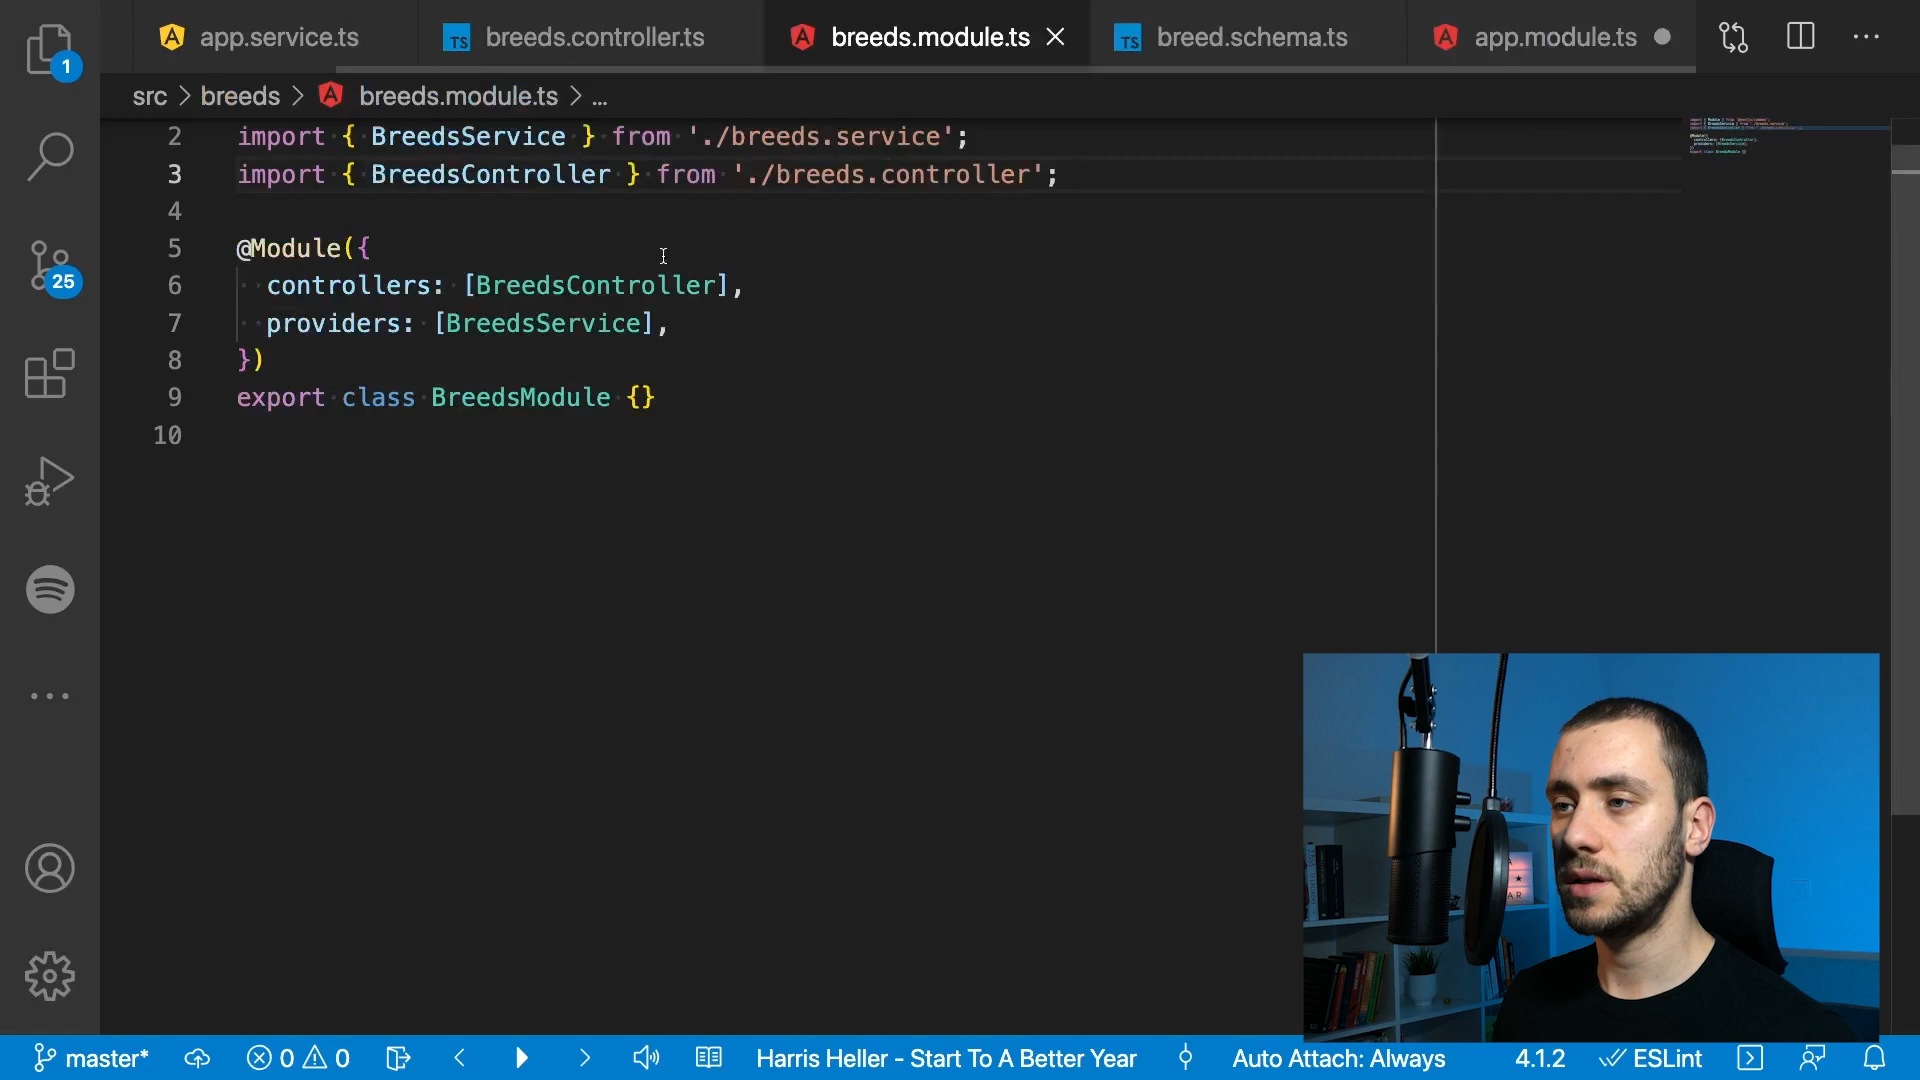 app.service.ts
TS breeds.controller.ts
breeds.module.ts
TS breed.schema.ts
app.module.ts
1
src > breeds > breeds.module.ts > ...
2 import { BreedsService } from './breeds.service';
3 import { BreedsController } from './breeds.controller';
4
5 @Module({
6 controllers: [BreedsController],
7 providers: [BreedsService],
8 })
9 export class BreedsModule {}
10
25
master* 0 0 Harris Heller - Start To A Better Year Auto Attach: Always 4.1.2 ESLint